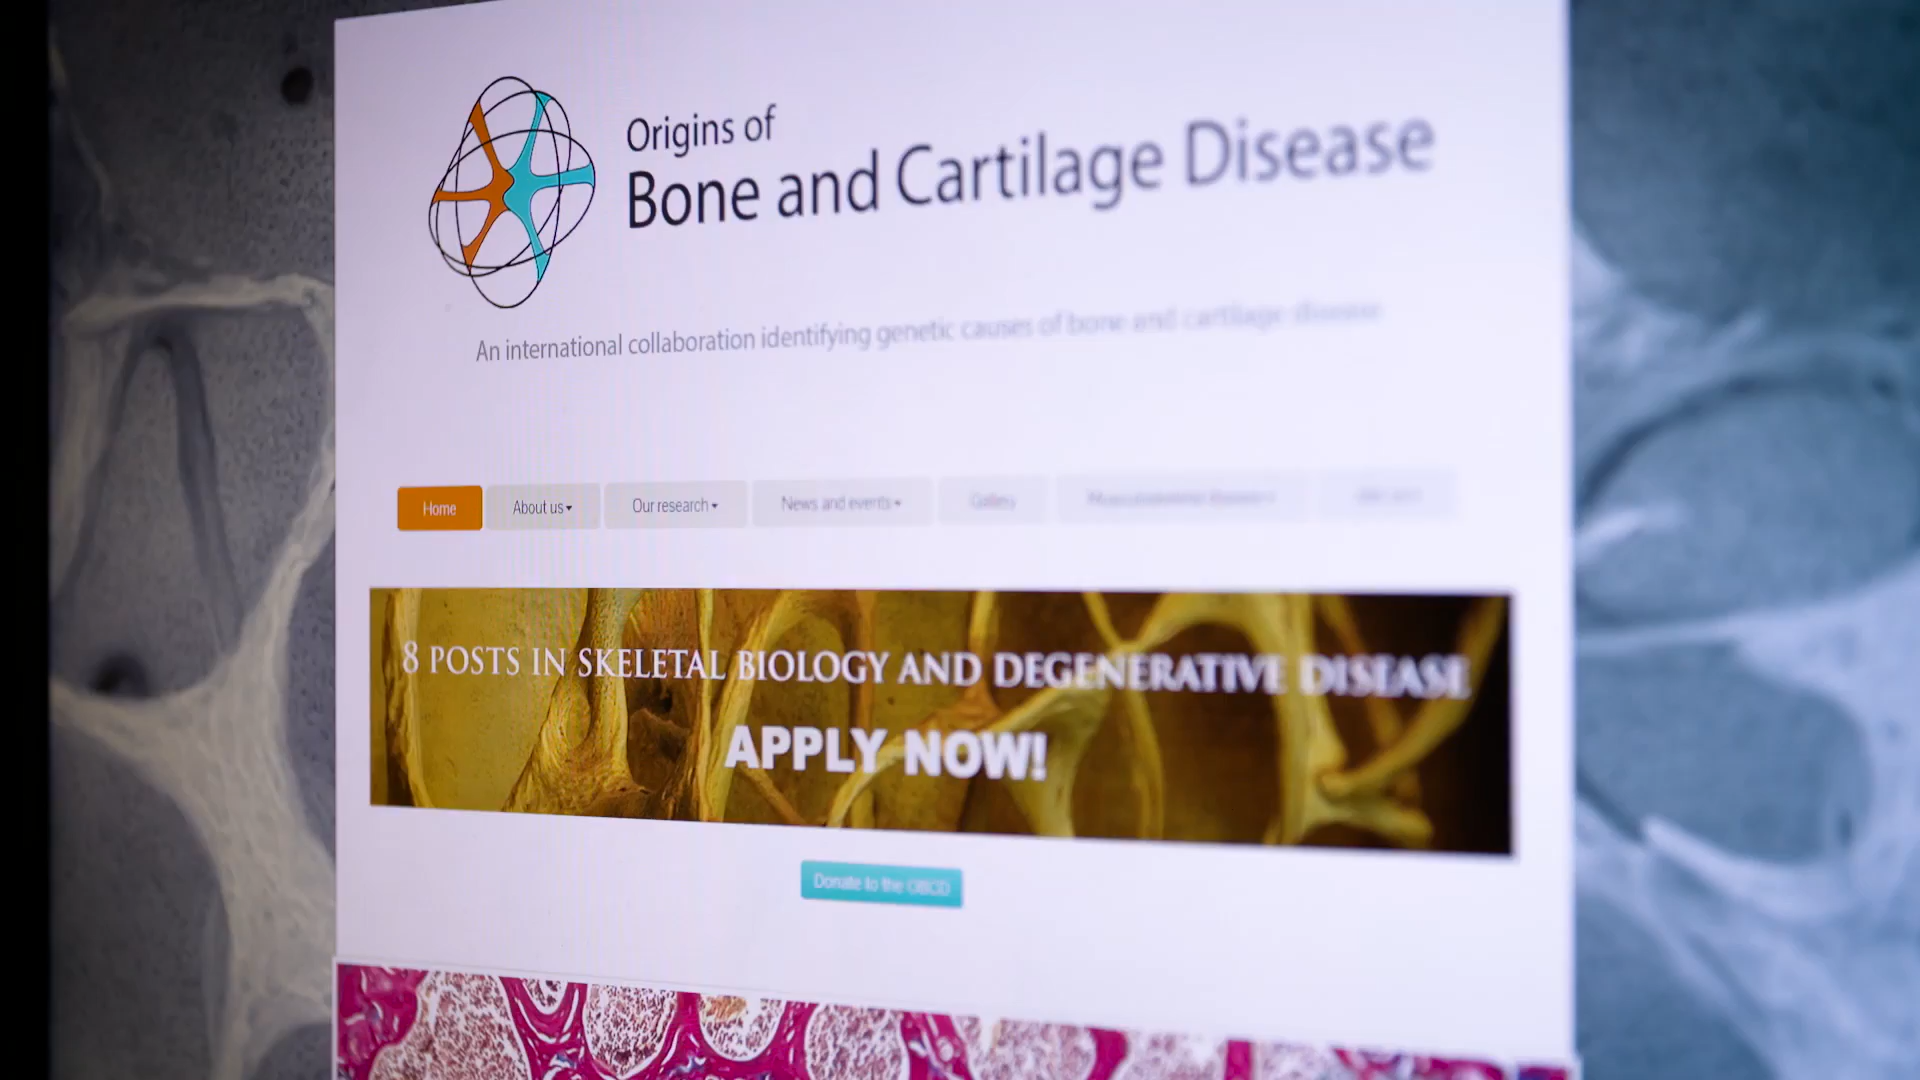 Origins of
Bone and Cartilage Disease
An international collaboration identifying genetic causes of bone and cartilage disease
Home
About us
Our research
News and events
Gallery
8 POSTS IN SKELETAL BIOLOGY AND DEGENERATIVE DISEASE
APPLY NOW!
Donate to the OBCD